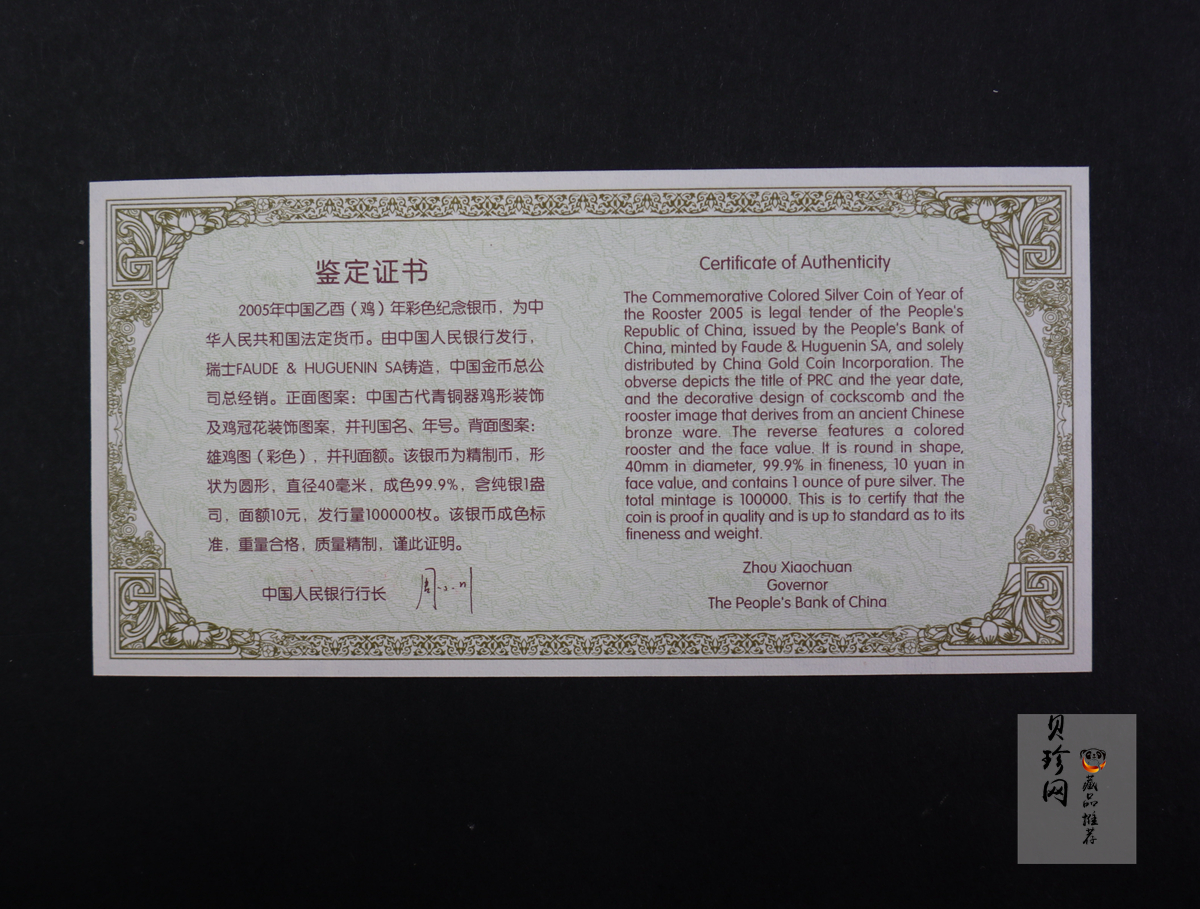 鉴定证书
2005年中国乙酉（鸡）年彩色纪念银币，为中
华人民共和国法定货币。由中国人民银行发行，
瑞士FAUDE & HUGUENIN SA铸造，中国金币总公
司总经销。正面图案：中国古代青铜器鸡形装饰
及鸡冠花装饰图案，并刊国名、年号。背面图案：
雄鸡图（彩色），并刊面额。该银币为精制币，形
状为圆形，直径40毫米，成色99.9%，含纯银1盎
司，面额10元，发行量100000枚。该银币成色标
准，重量合格，质量精制，谨此证明。
中国人民银行行长
Certificate of Authenticity
The Commemorative Colored Silver Coin of Year of
the Rooster 2005 is legal tender of the People's
Republic of China, issued by the People's Bank of
China, minted by Faude & Huguenin SA, and solely
distributed by China Gold Coin Incorporation. The
obverse depicts the title of PRC and the year date,
and the decorative design of cockscomb and the
rooster image that derives from an ancient Chinese
bronze ware. The reverse features a colored
rooster and the face value. It is round in shape,
40mm in diameter, 99.9% in fineness, 10 yuan in
face value, and contains 1 ounce of pure silver. The
total mintage is 100000. This is to certify that the
coin is proof in quality and is up to standard as to its
fineness and weight.
Zhou Xiaochuan
Governor
The People's Bank of China
贝珍网
藏品推荐